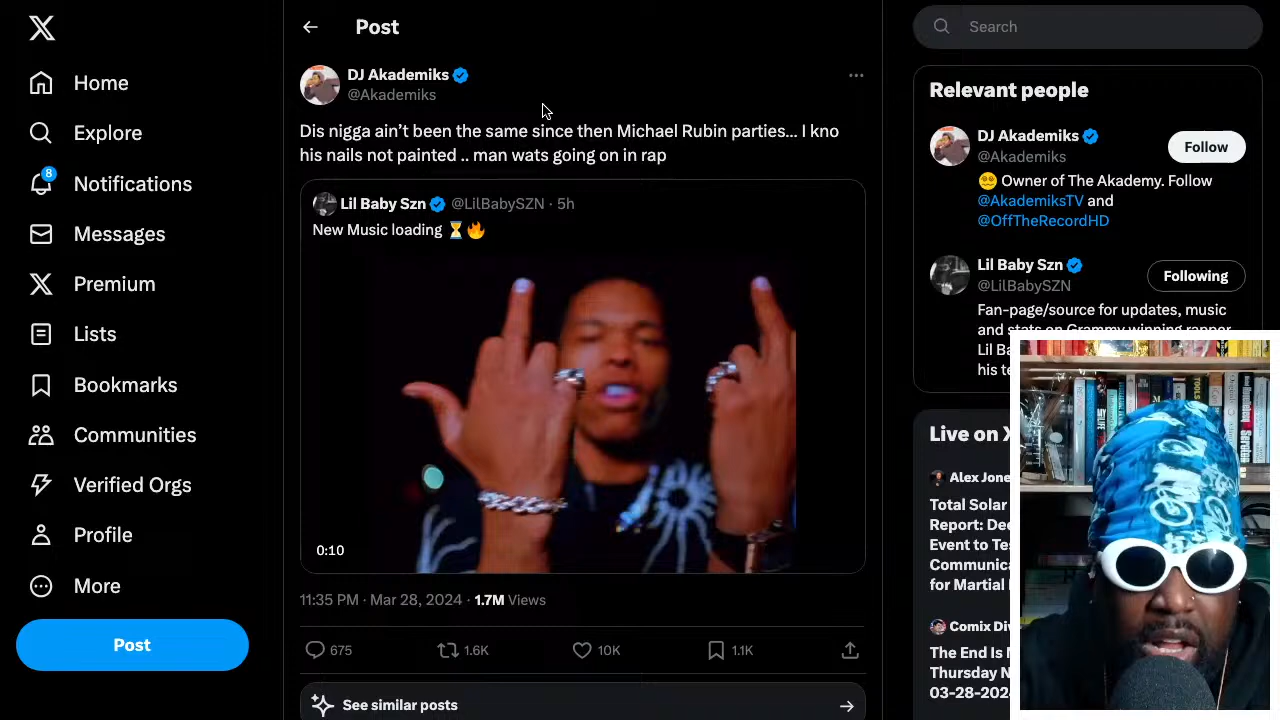 Home
Explore
8
Notifications
Messages
Premium
Lists
Bookmarks
Communities
Verified Orgs
Profile
More
Post
Post
DJ Akademiks
@Akademiks
Dis nigga ain’t been the same since then Michael Rubin parties... I kno
his nails not painted .. man wats going on in rap
Lil Baby Szn @LilBabySZN · 5h
New Music loading ⏳🔥
0:10
11:35 PM · Mar 28, 2024 · 1.7M Views
675
1.6K
10K
1.1K
See similar posts
Search
Relevant people
DJ Akademiks
Follow
@Akademiks
😵‍💫 Owner of The Akademy. Follow
@AkademiksTV and
@OffTheRecordHD
Lil Baby Szn
Following
@LilBabySZN
Fan-page/source for updates, music
and stats on Grammy winning rapper
Lil Ba
his te
Live on X
Alex Jone
Total Solar
Report: Dec
Event to Tes
Communica
for Martial
Comix Div
The End Is
Thursday N
03-28-202